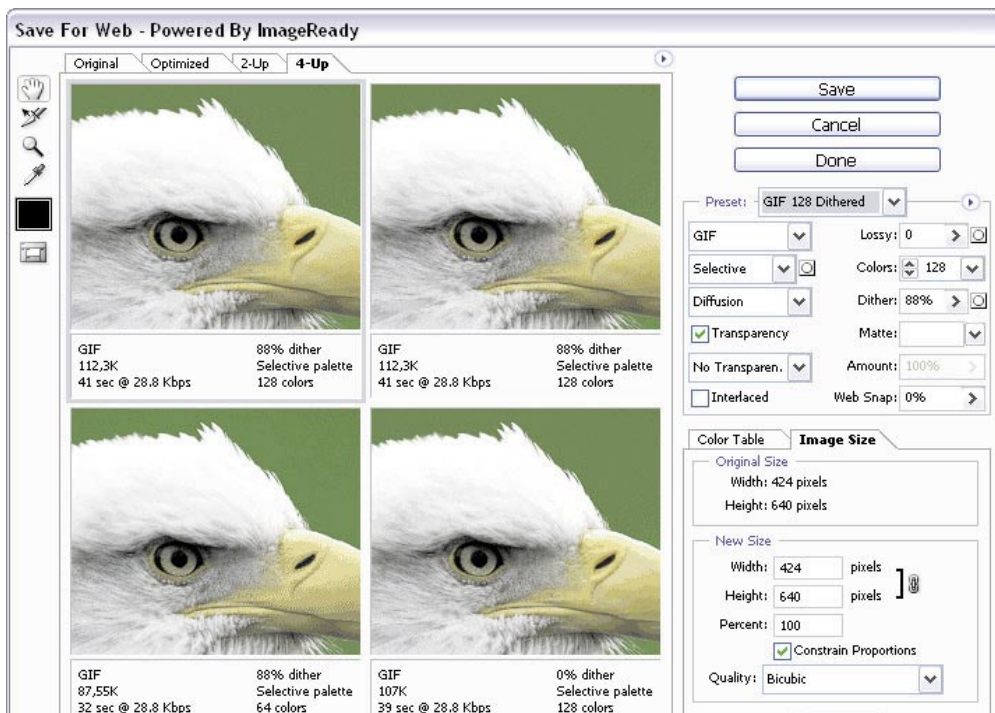 Save For Web - Powered By ImageReady
Original Optimized 2-Up 4-Up
GIF 88% dither
112,3K Selective palette
41 sec @ 28.8 Kbps 128 colors
GIF 88% dither
112,3K Selective palette
41 sec @ 28.8 Kbps 128 colors
GIF 88% dither
87,55K Selective palette
32 sec @ 28.8 Kbps 64 colors
GIF 0% dither
107K Selective palette
39 sec @ 28.8 Kbps 128 colors
Save
Cancel
Done
Preset: GIF 128 Dithered
GIF Lossy: 0
Selective Colors: 128
Diffusion Dither: 88%
Transparency Matte:
No Transparen. Amount: 100%
Interlaced Web Snap: 0%
Color Table Image Size
Original Size
Width: 424 pixels
Height: 640 pixels
New Size
Width: 424 pixels
Height: 640 pixels
Percent: 100
Constrain Proportions
Quality: Bicubic